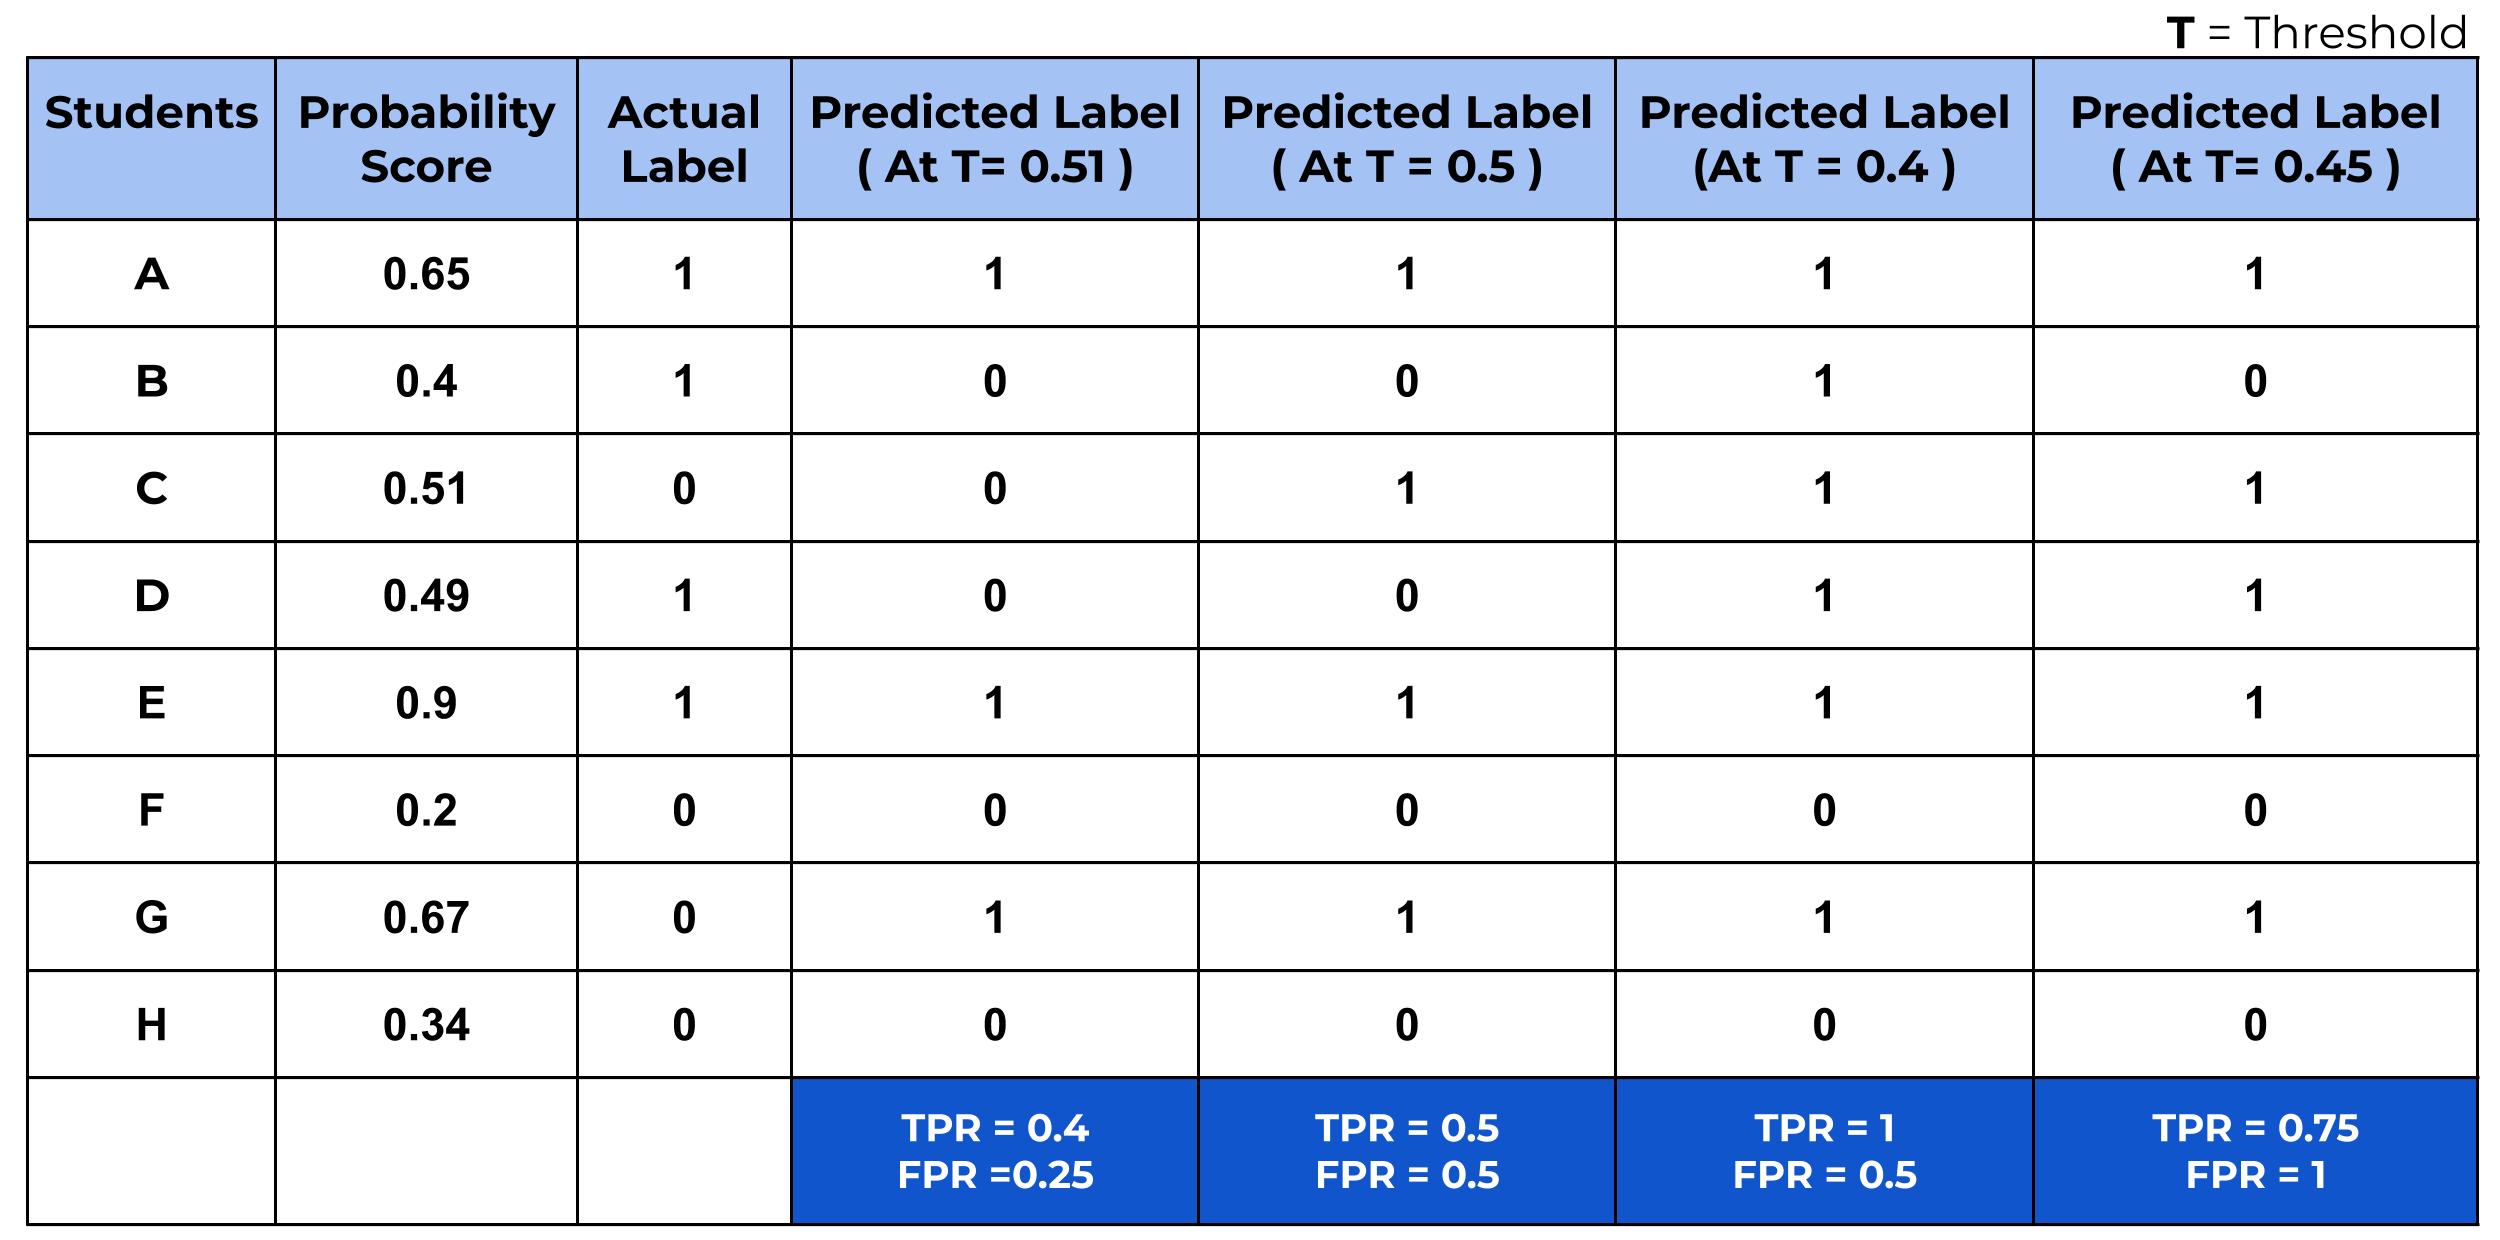 T = Threshold
Students Probability Score Actual Label Predicted Label (At T= 0.51 ) Predicted Label (At T = 0.5 ) Predicted Label (At T = 0.4 ) Predicted Label (At T= 0.45 )
A 0.65 1 1 1 1 1
B 0.4 1 0 0 1 0
C 0.51 0 0 1 1 1
D 0.49 1 0 0 1 1
E 0.9 1 1 1 1 1
F 0.2 0 0 0 0 0
G 0.67 0 1 1 1 1
H 0.34 0 0 0 0 0
TPR = 0.4 TPR = 0.5 TPR = 1 TPR = 0.75
FPR =0.25 FPR = 0.5 FPR = 0.5 FPR = 1